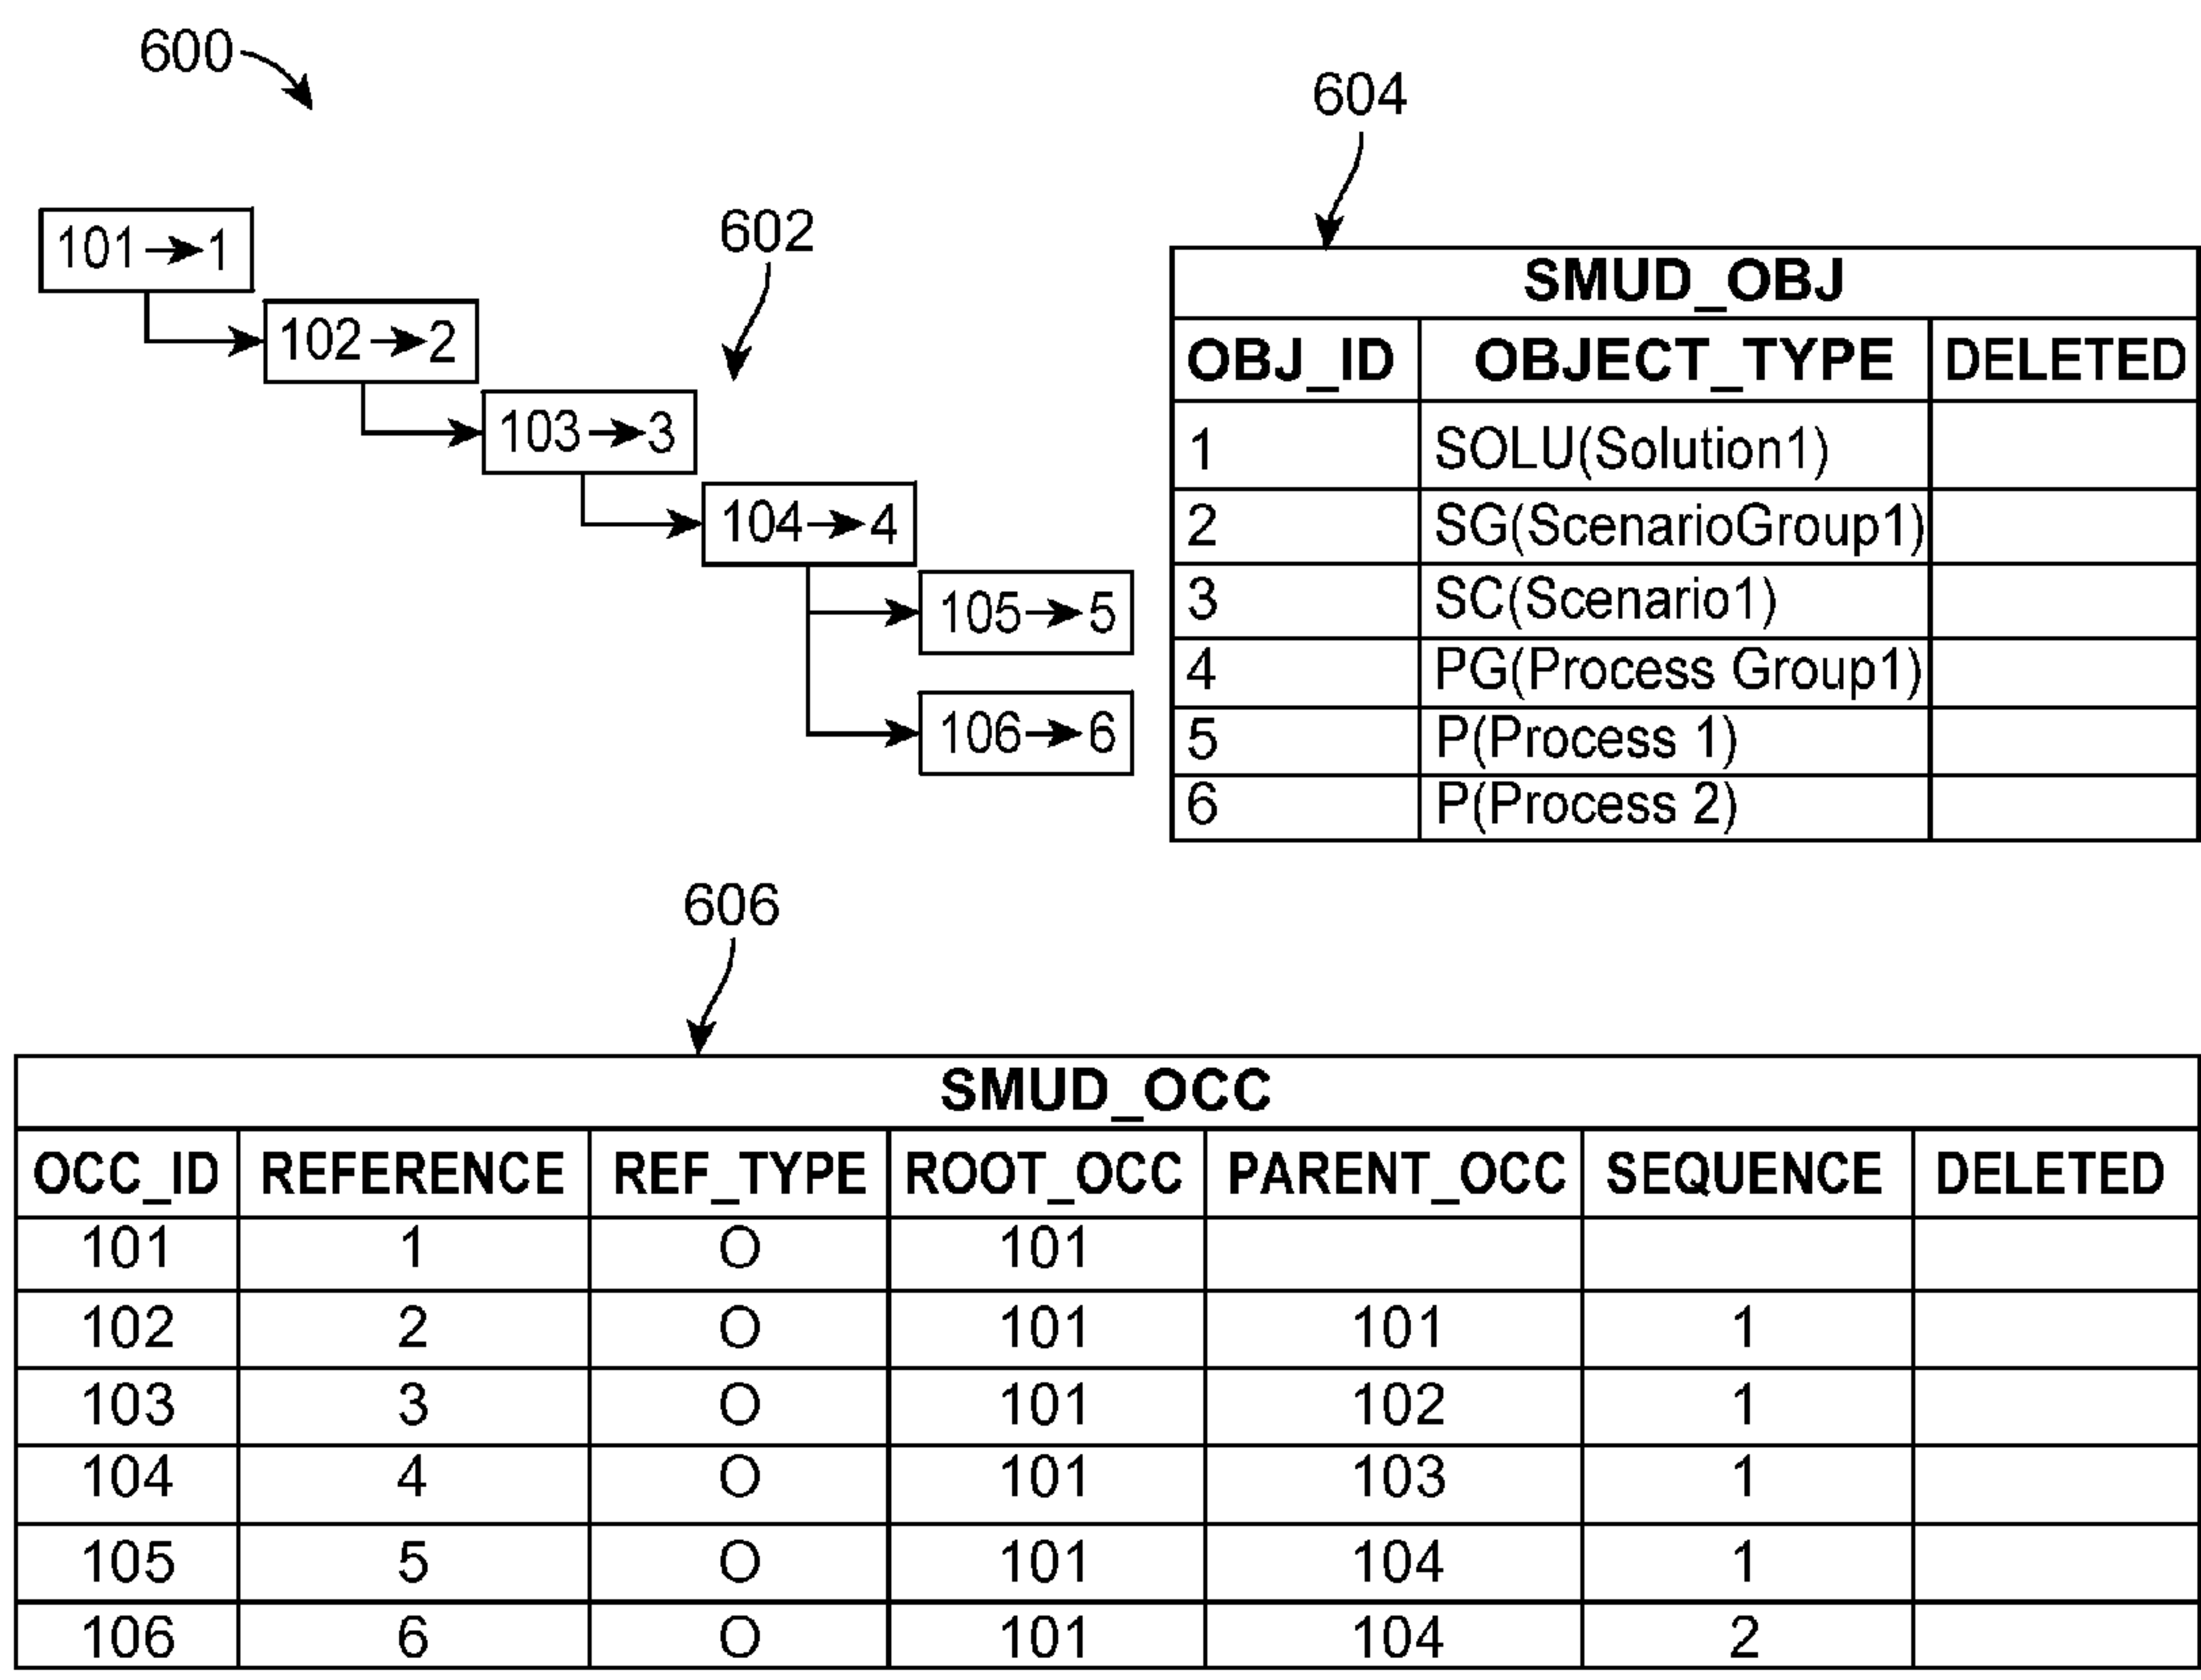 600
604
602
101→1
102→2
103→3
104→4
105→5
106→6
SMUD_OBJ
OBJ_ID OBJECT_TYPE DELETED
1 SOLU(Solution1)
2 SG(ScenarioGroup1)
3 SC(Scenario1)
4 PG(Process Group1)
5 P(Process 1)
6 P(Process 2)
606
SMUD_OCC
OCC_ID REFERENCE REF_TYPE ROOT_OCC PARENT_OCC SEQUENCE DELETED
101 1 O 101
102 2 O 101 101 1
103 3 O 101 102 1
104 4 O 101 103 1
105 5 O 101 104 1
106 6 O 101 104 2